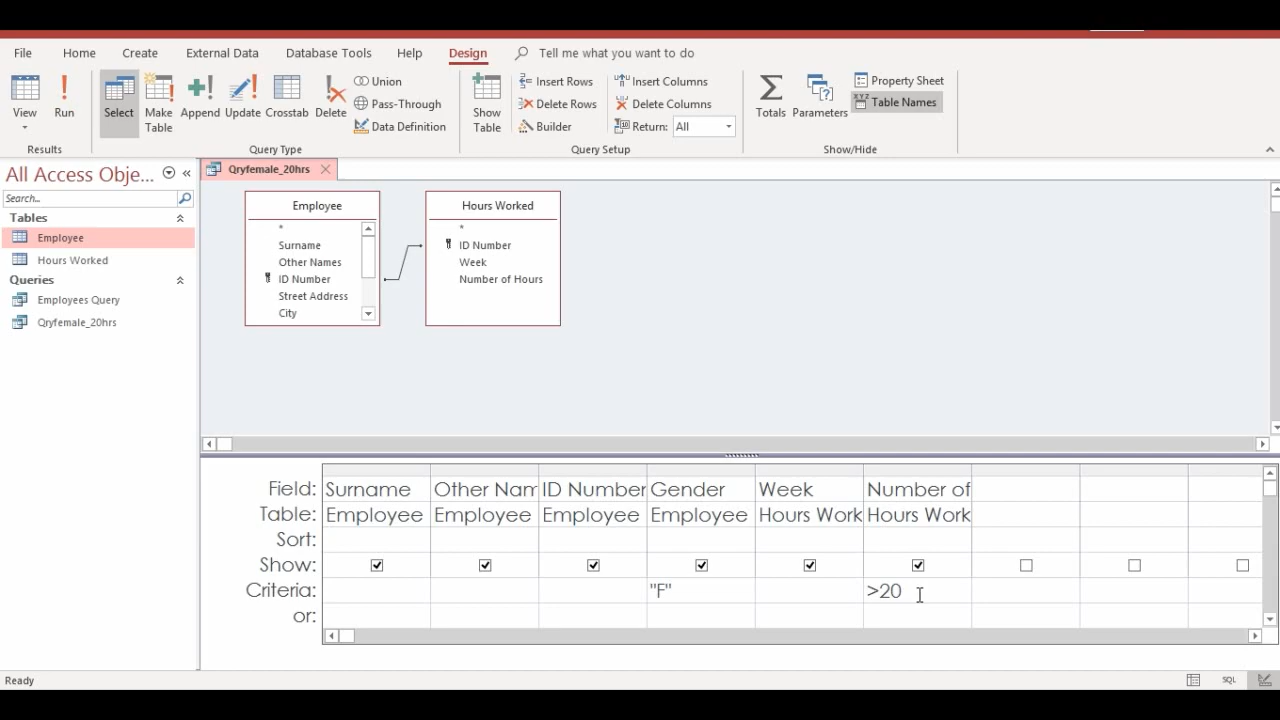 File Home Create External Data Database Tools Help Design Tell me what you want to do
View Run Select Make Table Append Update Crosstab Delete
Union
Pass-Through
Data Definition
Show Table
Insert Rows
Delete Rows
Builder
Insert Columns
Delete Columns
Return: All
Totals Parameters
Property Sheet
XYZ Table Names
Results Query Type Query Setup Show/Hide
All Access Obje... «
Search...
Tables
Employee
Hours Worked
Queries
Employees Query
Qryfemale_20hrs
Qryfemale_20hrs
Employee
*
Surname
Other Names
ID Number
Street Address
City
Hours Worked
*
ID Number
Week
Number of Hours
Field: Surname Other Nam ID Number Gender Week Number of
Table: Employee Employee Employee Employee Hours Work Hours Work
Sort:
Show:
Criteria: "F" >20
or:
Ready SQL